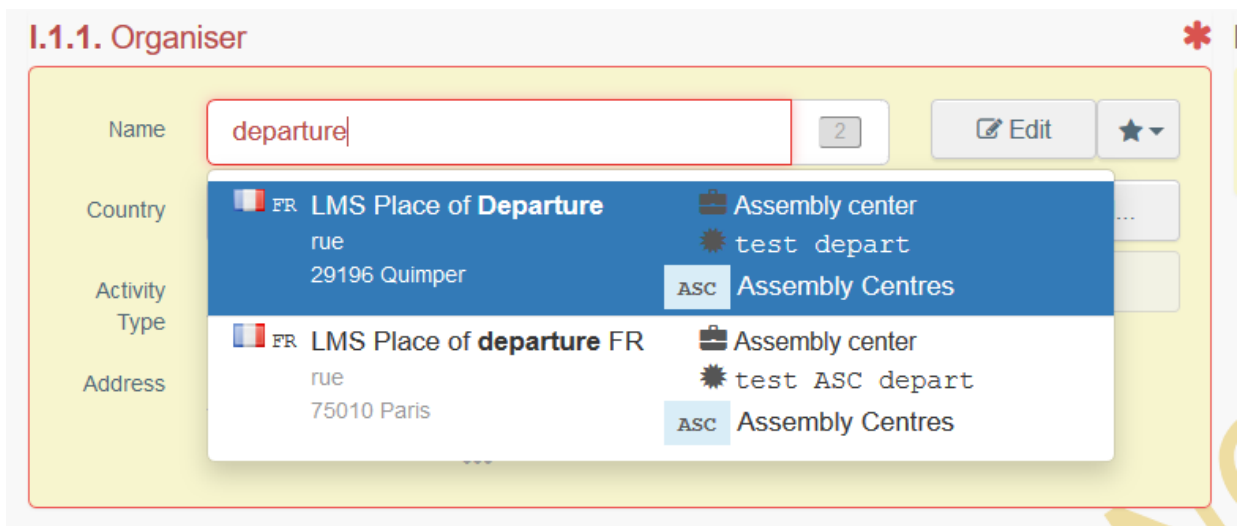 I.1.1. Organiser *
Name
departure
2
Edit
Country
FR LMS Place of Departure
rue
29196 Quimper
Assembly center
test depart
ASC Assembly Centres
...
Activity
Type
FR LMS Place of departure FR
rue
75010 Paris
Assembly center
test ASC depart
ASC Assembly Centres
Address